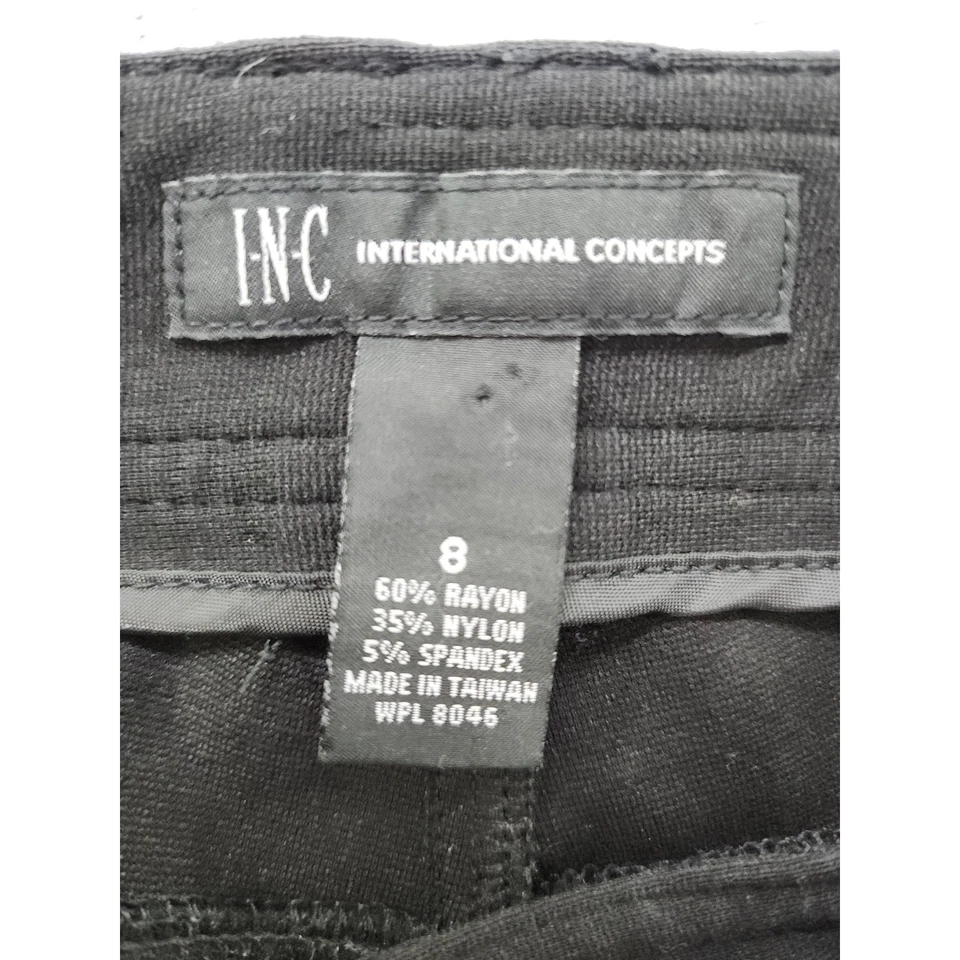 I·N·C INTERNATIONAL CONCEPTS
8
60% RAYON
35% NYLON
5% SPANDEX
MADE IN TAIWAN
WPL 8046